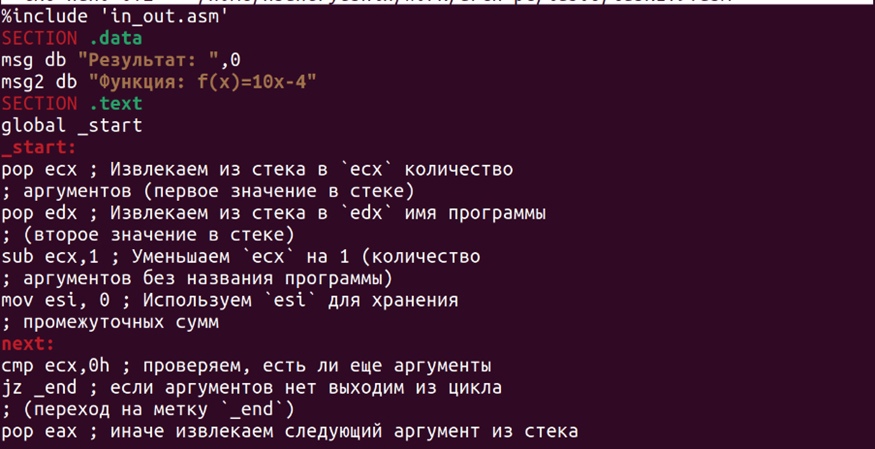 %include 'in_out.asm'
SECTION .data
msg db "Результат: ",0
msg2 db "Функция: f(x)=10x-4"
SECTION .text
global _start
_start:
pop ecx ; Извлекаем из стека в `ecx` количество
; аргументов (первое значение в стеке)
pop edx ; Извлекаем из стека в `edx` имя программы
; (второе значение в стеке)
sub ecx,1 ; Уменьшаем `ecx` на 1 (количество
; аргументов без названия программы)
mov esi, 0 ; Используем `esi` для хранения
; промежуточных сумм
next:
cmp ecx,0h ; проверяем, есть ли еще аргументы
jz _end ; если аргументов нет выходим из цикла
; (переход на метку `_end`)
pop eax ; иначе извлекаем следующий аргумент из стека